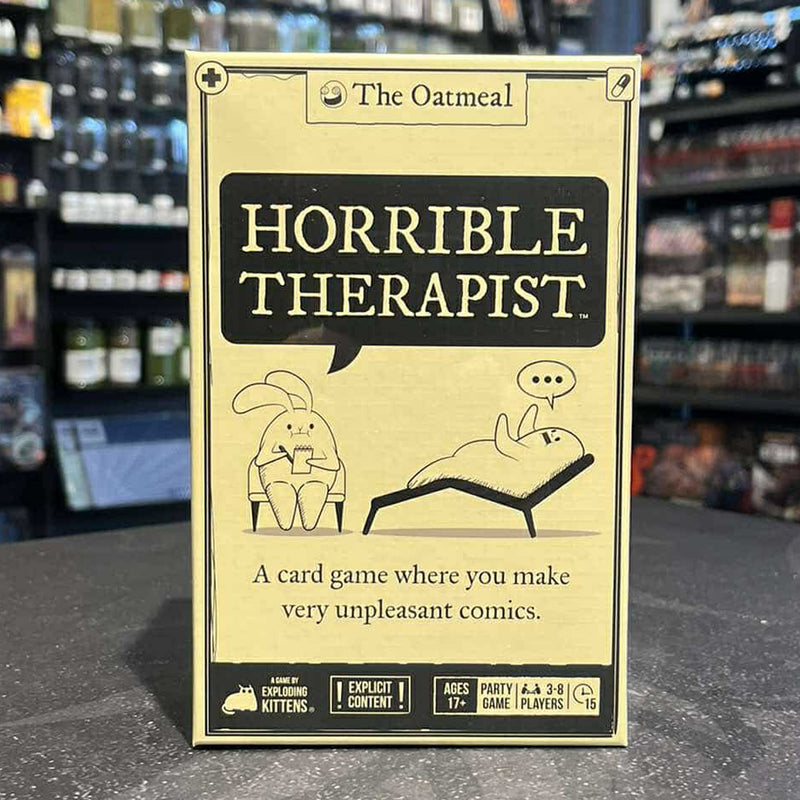 The Oatmeal
HORRIBLE
THERAPIST™
A card game where you make
very unpleasant comics.
A GAME BY
EXPLODING
KITTENS®
! EXPLICIT !
CONTENT
AGES
17+
PARTY
GAME
3-8
PLAYERS
15